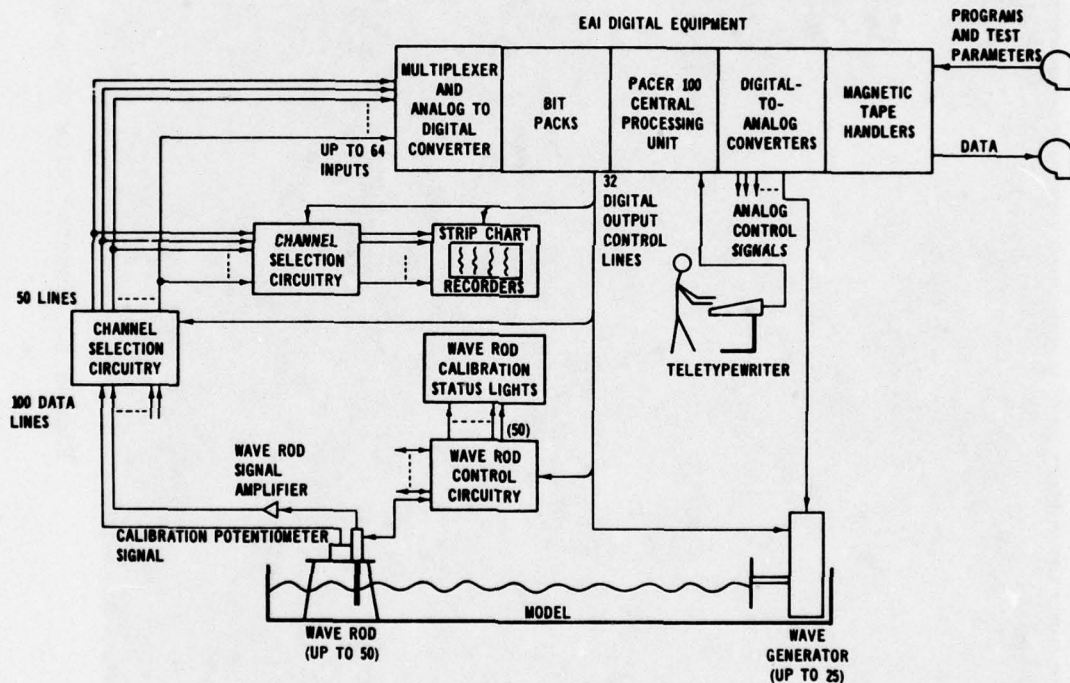 EAI DIGITAL EQUIPMENT
PROGRAMS
AND TEST
PARAMETERS
MULTIPLEXER
AND
ANALOG TO
DIGITAL
CONVERTER
BIT
PACKS
PACER 100
CENTRAL
PROCESSING
UNIT
DIGITAL-
TO-
ANALOG
CONVERTERS
MAGNETIC
TAPE
HANDLERS
DATA
UP TO 64
INPUTS
32
DIGITAL
OUTPUT
CONTROL
LINES
ANALOG
CONTROL
SIGNALS
CHANNEL
SELECTION
CIRCUITRY
STRIP CHART
RECORDERS
50 LINES
CHANNEL
SELECTION
CIRCUITRY
TELETYPEWRITER
WAVE ROD
CALIBRATION
STATUS LIGHTS
100 DATA
LINES
(50)
WAVE ROD
SIGNAL
AMPLIFIER
WAVE ROD
CONTROL
CIRCUITRY
CALIBRATION POTENTIOMETER
SIGNAL
MODEL
WAVE ROD
(UP TO 50)
WAVE
GENERATOR
(UP TO 25)